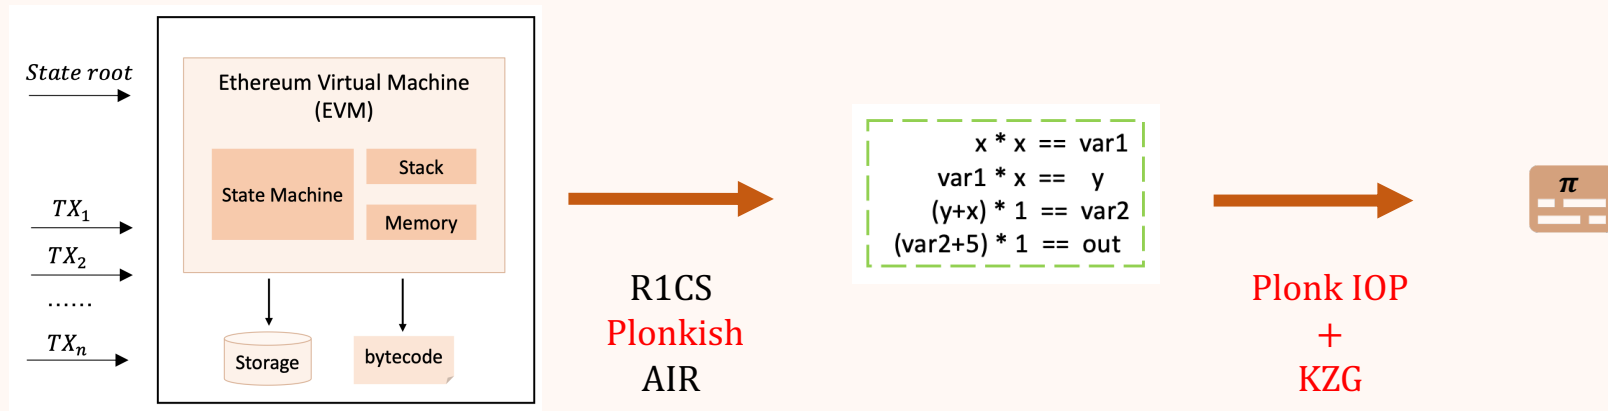 State root
TX₁
TX₂
......
TXₙ
Ethereum Virtual Machine
(EVM)
State Machine
Stack
Memory
Storage
bytecode
R1CS
Plonkish
AIR
x * x == var1
var1 * x == y
(y+x) * 1 == var2
(var2+5) * 1 == out
Plonk IOP
+
KZG
π